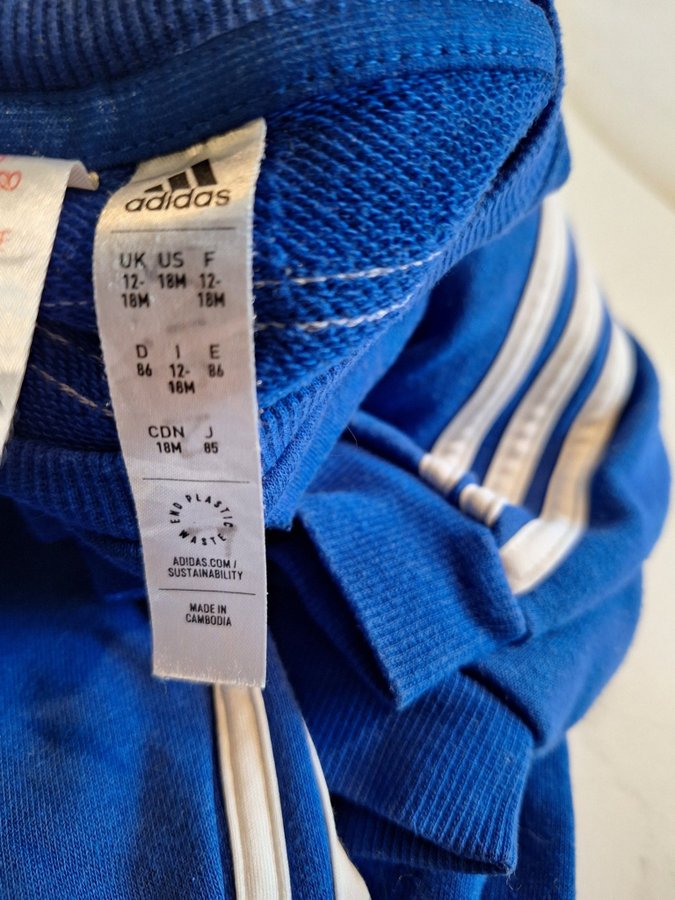 adidas
UK US F
12- 18M 12-
18M 18M
D I E
86 12- 86
18M
CDN J
18M 85
END PLASTIC WASTE
ADIDAS.COM/
SUSTAINABILITY
MADE IN
CAMBODIA